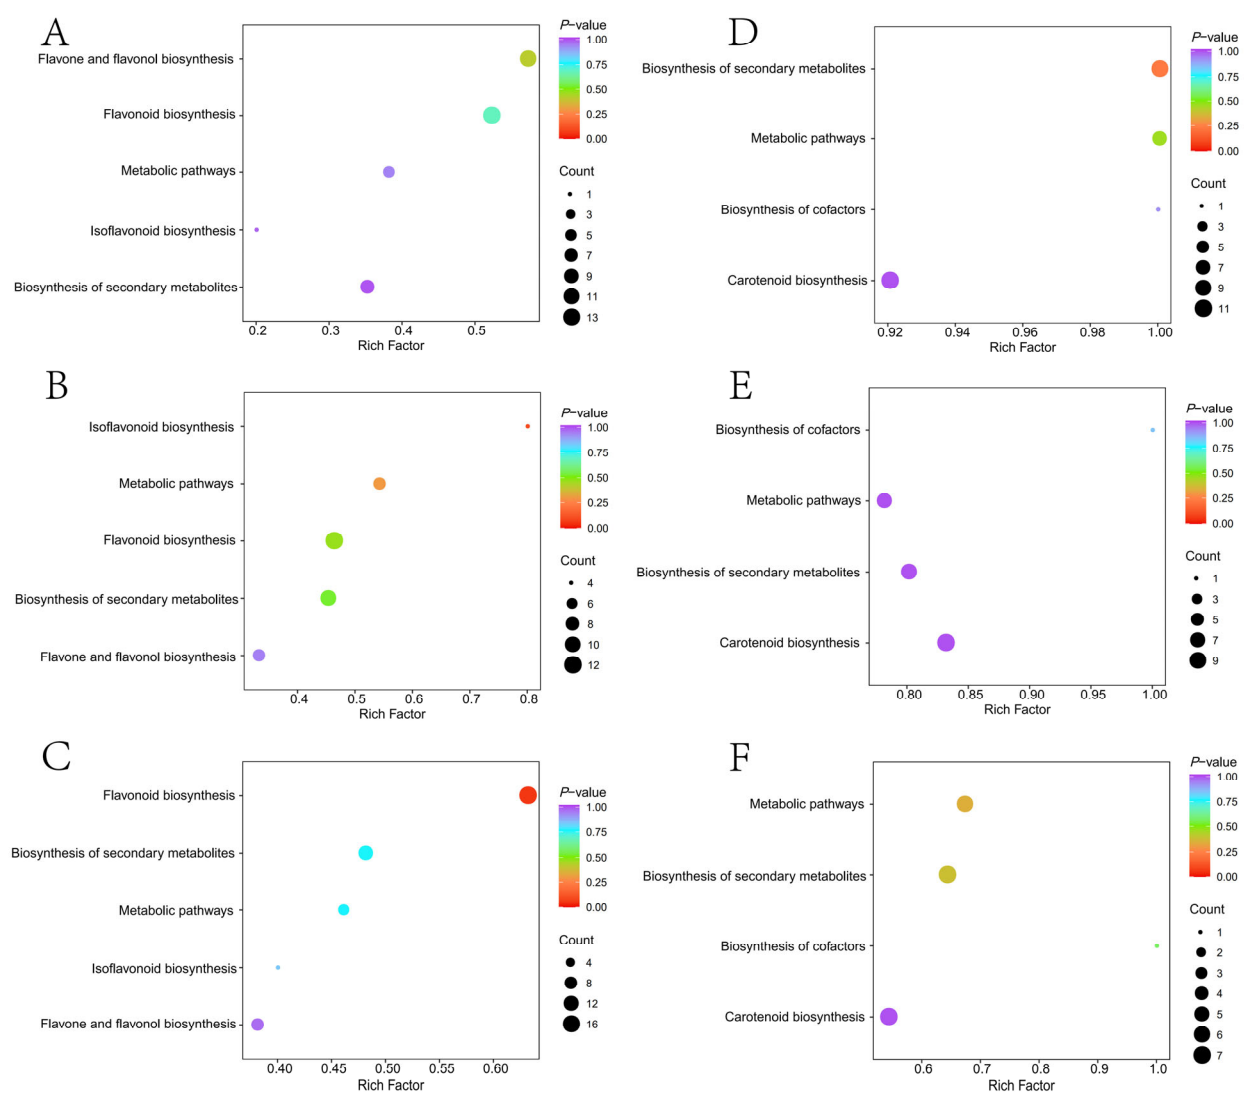 A
Flavone and flavonol biosynthesis
Flavonoid biosynthesis
Metabolic pathways
Isoflavonoid biosynthesis
Biosynthesis of secondary metabolites
0.2 0.3 0.4 0.5
Rich Factor
P-value
1.00
0.75
0.50
0.25
0.00
Count
1
3
5
7
9
11
13
D
Biosynthesis of secondary metabolites
Metabolic pathways
Biosynthesis of cofactors
Carotenoid biosynthesis
0.92 0.94 0.96 0.98 1.00
Rich Factor
P-value
1.00
0.75
0.50
0.25
0.00
Count
1
3
5
7
9
11
B
Isoflavonoid biosynthesis
Metabolic pathways
Flavonoid biosynthesis
Biosynthesis of secondary metabolites
Flavone and flavonol biosynthesis
0.4 0.5 0.6 0.7 0.8
Rich Factor
P-value
1.00
0.75
0.50
0.25
0.00
Count
4
6
8
10
12
E
Biosynthesis of cofactors
Metabolic pathways
Biosynthesis of secondary metabolites
Carotenoid biosynthesis
0.80 0.85 0.90 0.95 1.00
Rich Factor
P-value
1.00
0.75
0.50
0.25
0.00
Count
1
3
5
7
9
C
Flavonoid biosynthesis
Biosynthesis of secondary metabolites
Metabolic pathways
Isoflavonoid biosynthesis
Flavone and flavonol biosynthesis
0.40 0.45 0.50 0.55 0.60
Rich Factor
P-value
1.00
0.75
0.50
0.25
0.00
Count
4
8
12
16
F
Metabolic pathways
Biosynthesis of secondary metabolites
Biosynthesis of cofactors
Carotenoid biosynthesis
0.6 0.7 0.8 0.9 1.0
Rich Factor
P-value
1.00
0.75
0.50
0.25
0.00
Count
1
2
3
4
5
6
7